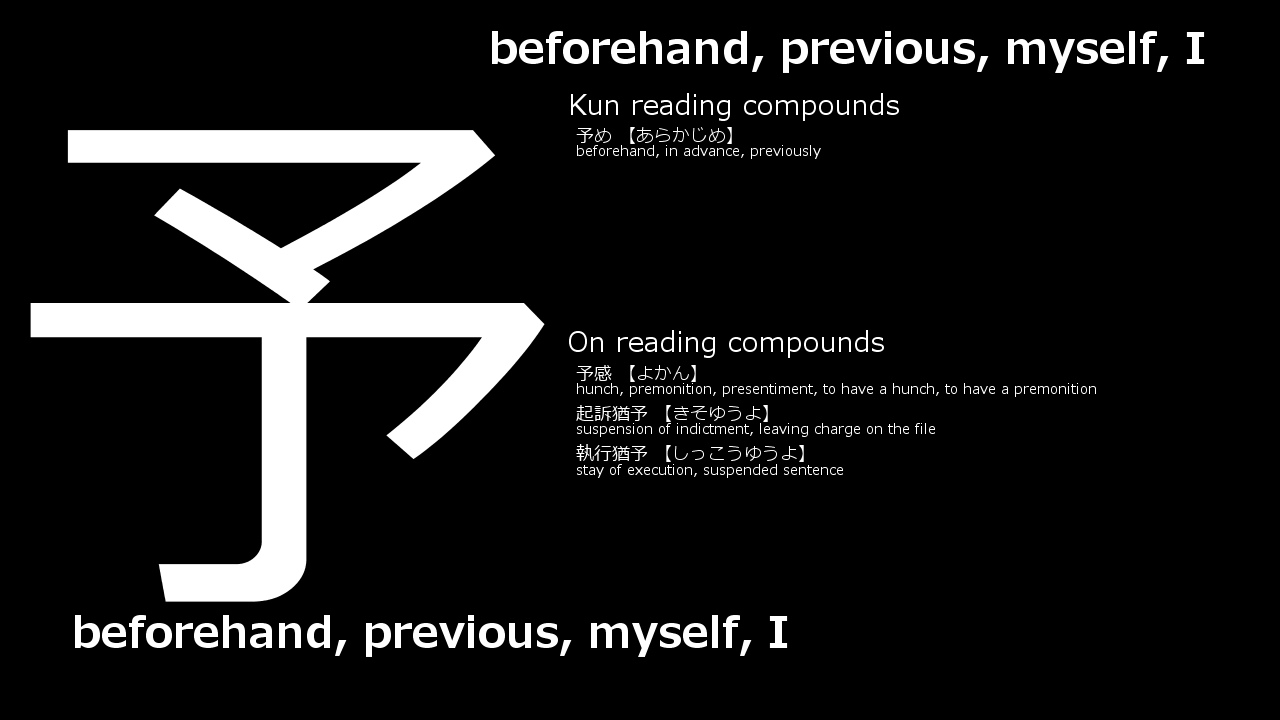 beforehand, previous, myself, I
予
Kun reading compounds
予め 【あらかじめ】
beforehand, in advance, previously
On reading compounds
予感 【よかん】
hunch, premonition, presentiment, to have a hunch, to have a premonition
起訴猶予 【きそゆうよ】
suspension of indictment, leaving charge on the file
執行猶予 【しっこうゆうよ】
stay of execution, suspended sentence
beforehand, previous, myself, I